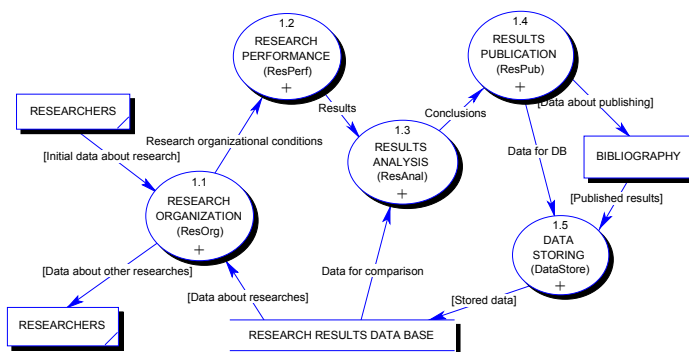 1.2
RESEARCH
PERFORMANCE
(ResPerf)
+
1.4
RESULTS
PUBLICATION
(ResPub)
+
RESEARCHERS
Results
Conclusions
[Data about publishing]
[Initial data about research]
Research organizational conditions
1.3
RESULTS
ANALYSIS
(ResAnal)
+
Data for DB
BIBLIOGRAPHY
1.1
RESEARCH
ORGANIZATION
(ResOrg)
+
[Published results]
1.5
DATA
STORING
(DataStore)
+
[Data about other researches]
Data for comparison
[Data about researches]
[Stored data]
RESEARCHERS
RESEARCH RESULTS DATA BASE